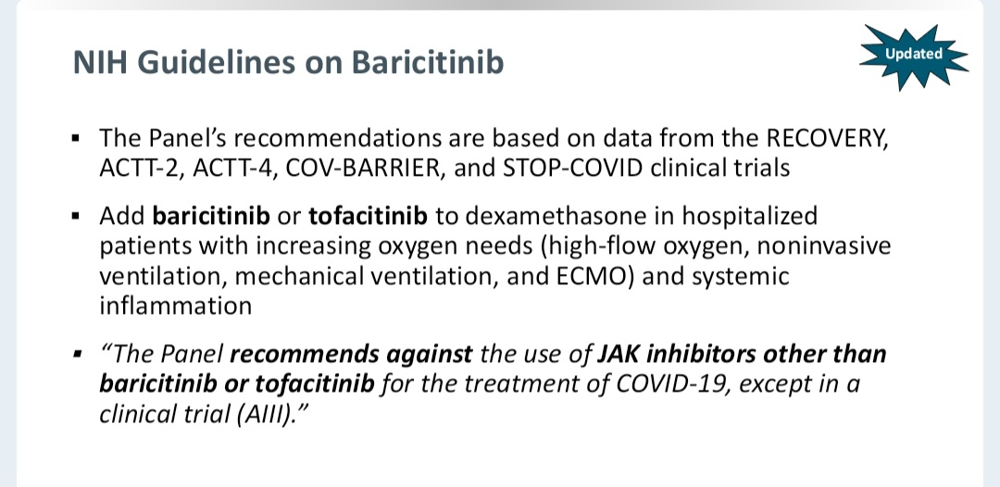 NIH Guidelines on Baricitinib
Updated
▪ The Panel’s recommendations are based on data from the RECOVERY,
ACTT-2, ACTT-4, COV-BARRIER, and STOP-COVID clinical trials
▪ Add baricitinib or tofacitinib to dexamethasone in hospitalized
patients with increasing oxygen needs (high-flow oxygen, noninvasive
ventilation, mechanical ventilation, and ECMO) and systemic
inflammation
▪ “The Panel recommends against the use of JAK inhibitors other than
baricitinib or tofacitinib for the treatment of COVID-19, except in a
clinical trial (AIII).”